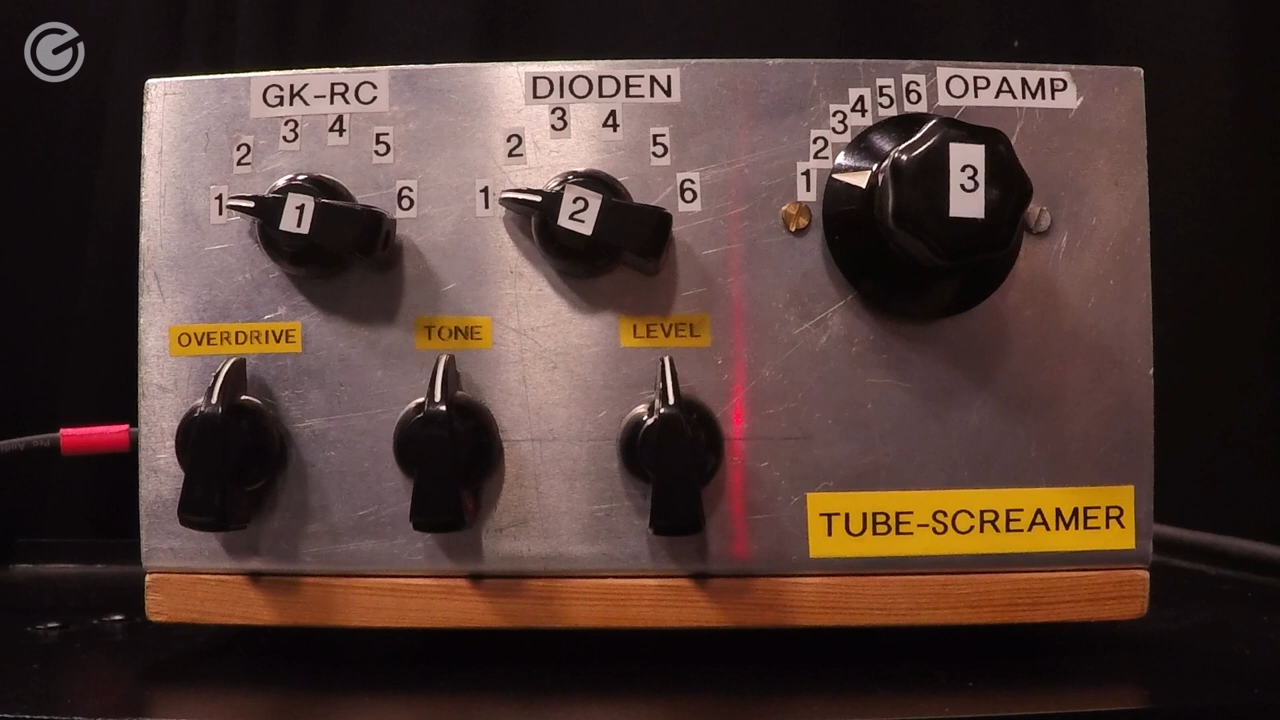 GK-RC
1 2 3 4 5 6
1
DIODEN
1 2 3 4 5 6
2
OPAMP
1 2 3 4 5 6
3
OVERDRIVE
TONE
LEVEL
TUBE-SCREAMER